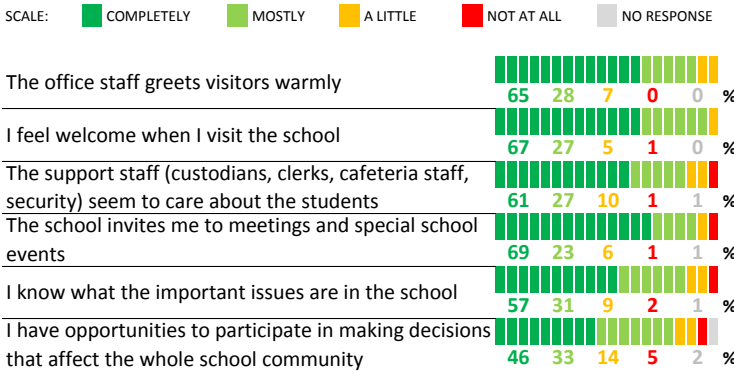 SCALE: COMPLETELY MOSTLY A LITTLE NOT AT ALL NO RESPONSE
The office staff greets visitors warmly
65 28 7 0 0 %
I feel welcome when I visit the school
67 27 5 1 0 %
The support staff (custodians, clerks, cafeteria staff,
security) seem to care about the students
61 27 10 1 1 %
The school invites me to meetings and special school
events
69 23 6 1 1 %
I know what the important issues are in the school
57 31 9 2 1 %
I have opportunities to participate in making decisions
that affect the whole school community
46 33 14 5 2 %